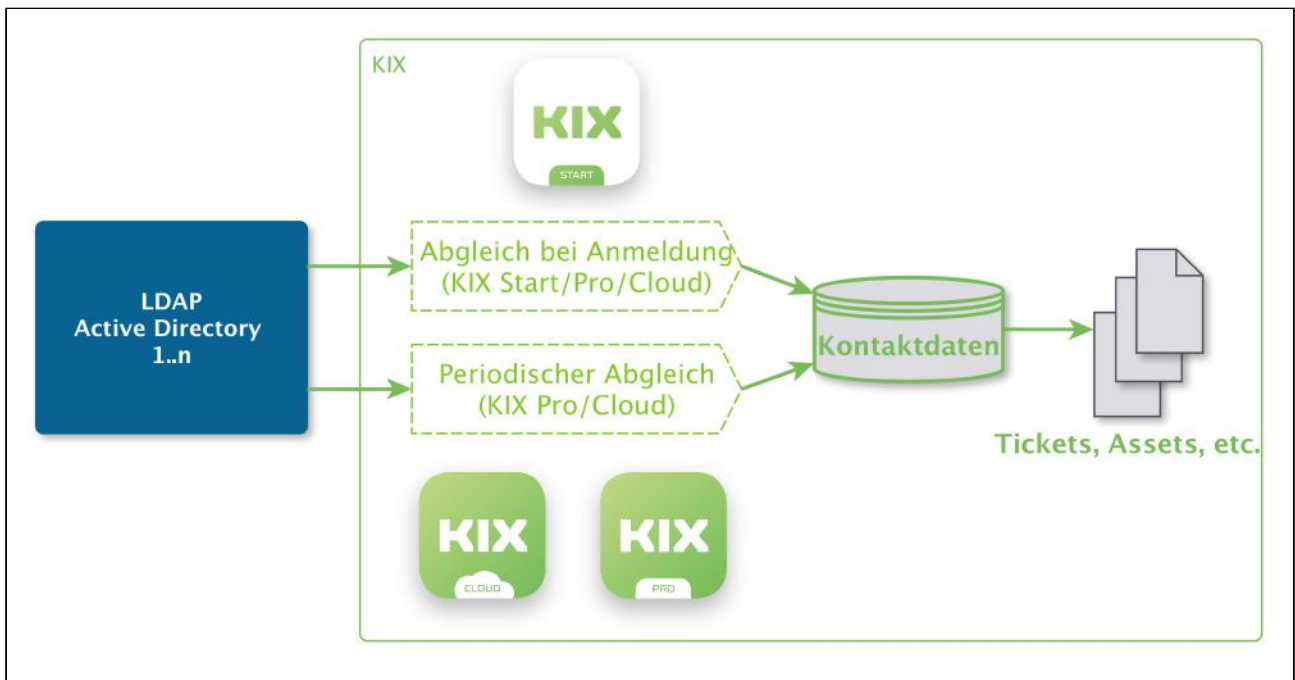 KIX
KIX
START
LDAP
Active Directory
1..n
Abgleich bei Anmeldung
(KIX Start/Pro/Cloud)
Periodischer Abgleich
(KIX Pro/Cloud)
Kontaktdaten
Tickets, Assets, etc.
KIX
CLOUD
KIX
PRO